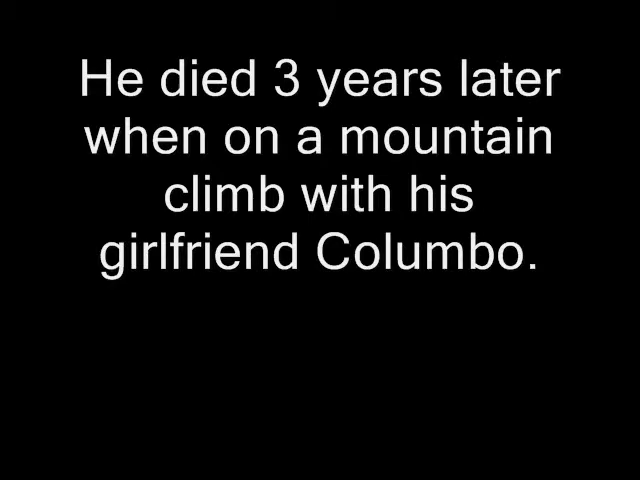 He died 3 years later
when on a mountain
climb with his
girlfriend Columbo.